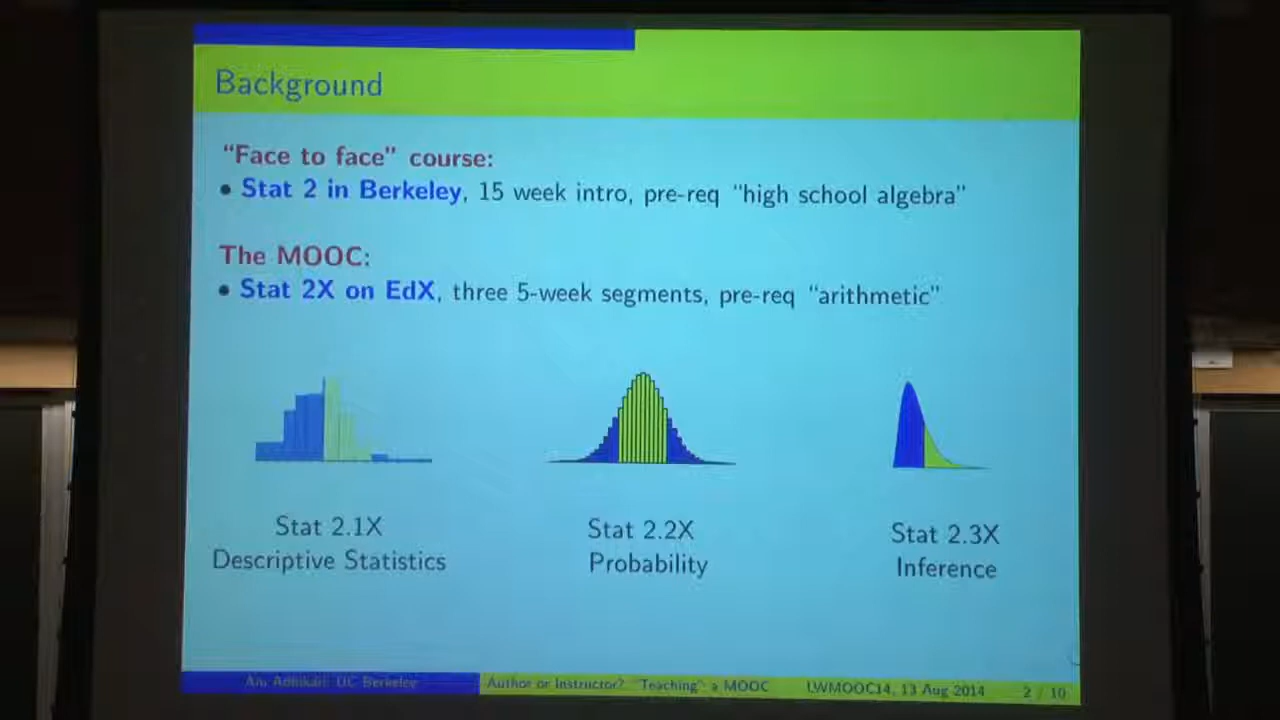 Background
“Face to face” course:
• Stat 2 in Berkeley, 15 week intro, pre-req “high school algebra”
The MOOC:
• Stat 2X on EdX, three 5-week segments, pre-req “arithmetic”
Stat 2.1X
Descriptive Statistics
Stat 2.2X
Probability
Stat 2.3X
Inference
Ani Adhikari, UC Berkeley
Author or Instructor? "Teaching" a MOOC
LWMOOC14, 13 Aug 2014
2 / 10